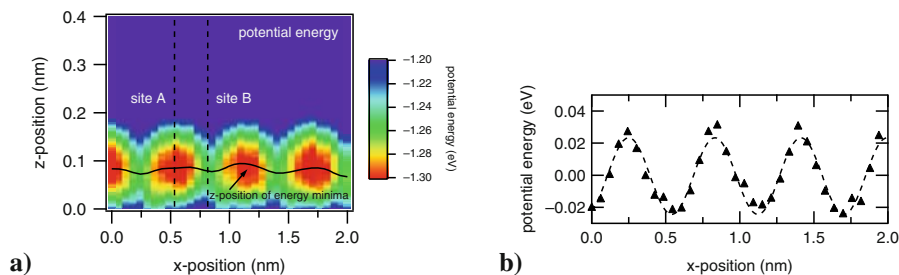 potential energy
site A
site B
z-position of energy minima
z-position (nm)
0.4
0.3
0.2
0.1
0.0
0.0 0.5 1.0 1.5 2.0
x-position (nm)
−1.20
−1.22
−1.24
−1.26
−1.28
−1.30
potential energy (eV)
a)
potential energy (eV)
0.04
0.02
0.00
−0.02
0.0 0.5 1.0 1.5 2.0
x-position (nm)
b)